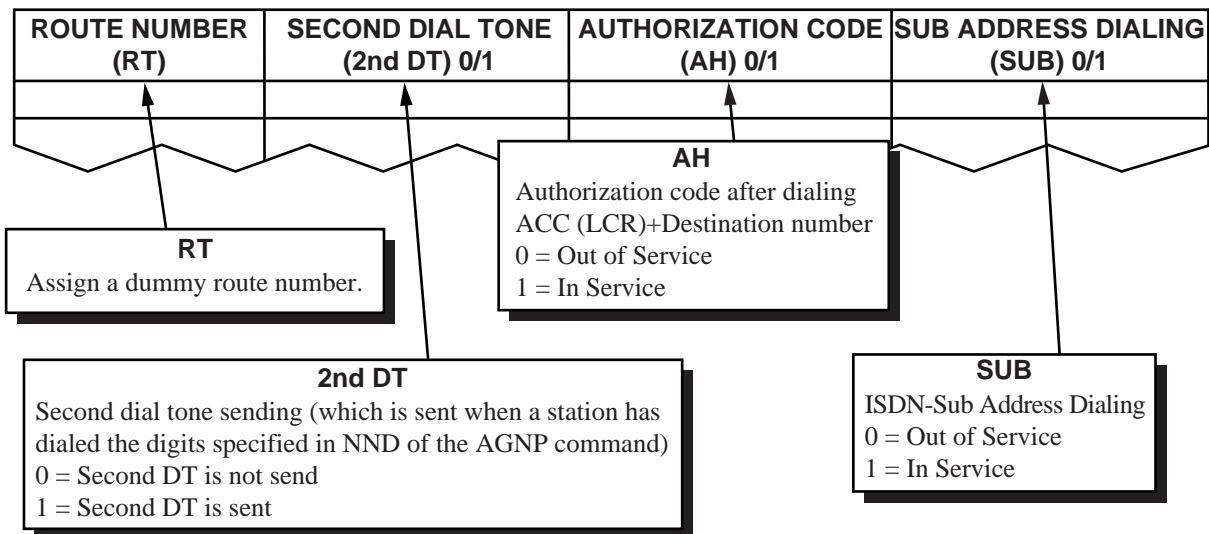 ROUTE NUMBER
(RT)
SECOND DIAL TONE
(2nd DT) 0/1
AUTHORIZATION CODE
(AH) 0/1
SUB ADDRESS DIALING
(SUB) 0/1
AH
Authorization code after dialing
ACC (LCR)+Destination number
0 = Out of Service
1 = In Service
RT
Assign a dummy route number.
2nd DT
Second dial tone sending (which is sent when a station has
dialed the digits specified in NND of the AGNP command)
0 = Second DT is not send
1 = Second DT is sent
SUB
ISDN-Sub Address Dialing
0 = Out of Service
1 = In Service